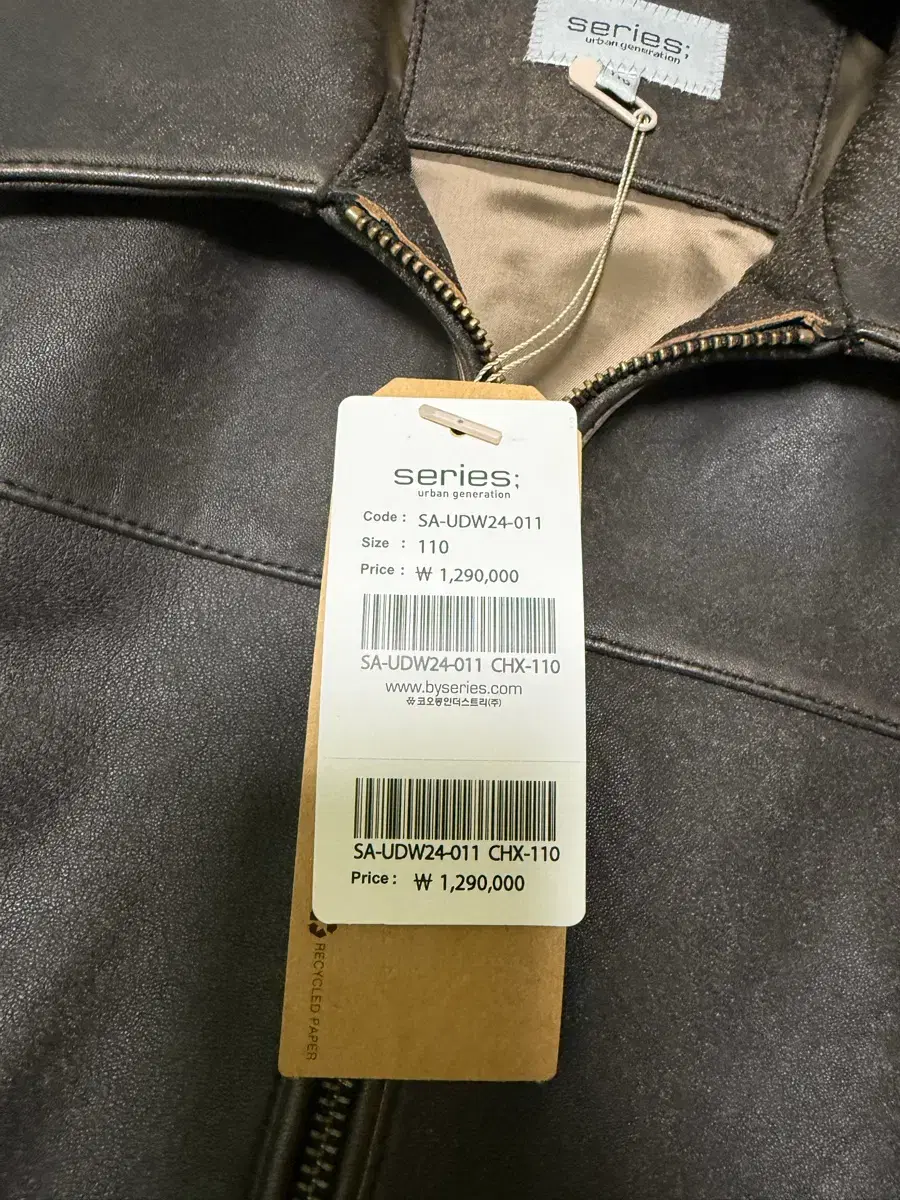 series;
urban generation
series;
urban generation
Code : SA-UDW24-011
Size : 110
Price : ₩ 1,290,000
SA-UDW24-011 CHX-110
www.byseries.com
코오롱인더스트리(주)
SA-UDW24-011 CHX-110
Price : ₩ 1,290,000
RECYCLED PAPER